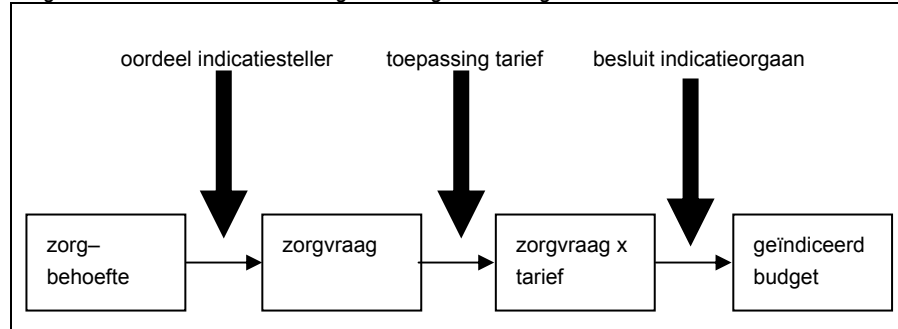 oordeel indicatiesteller toepassing tarief besluit indicatieorgaan
zorg– zorgvraag zorgvraag x geïndiceerd
behoefte tarief budget